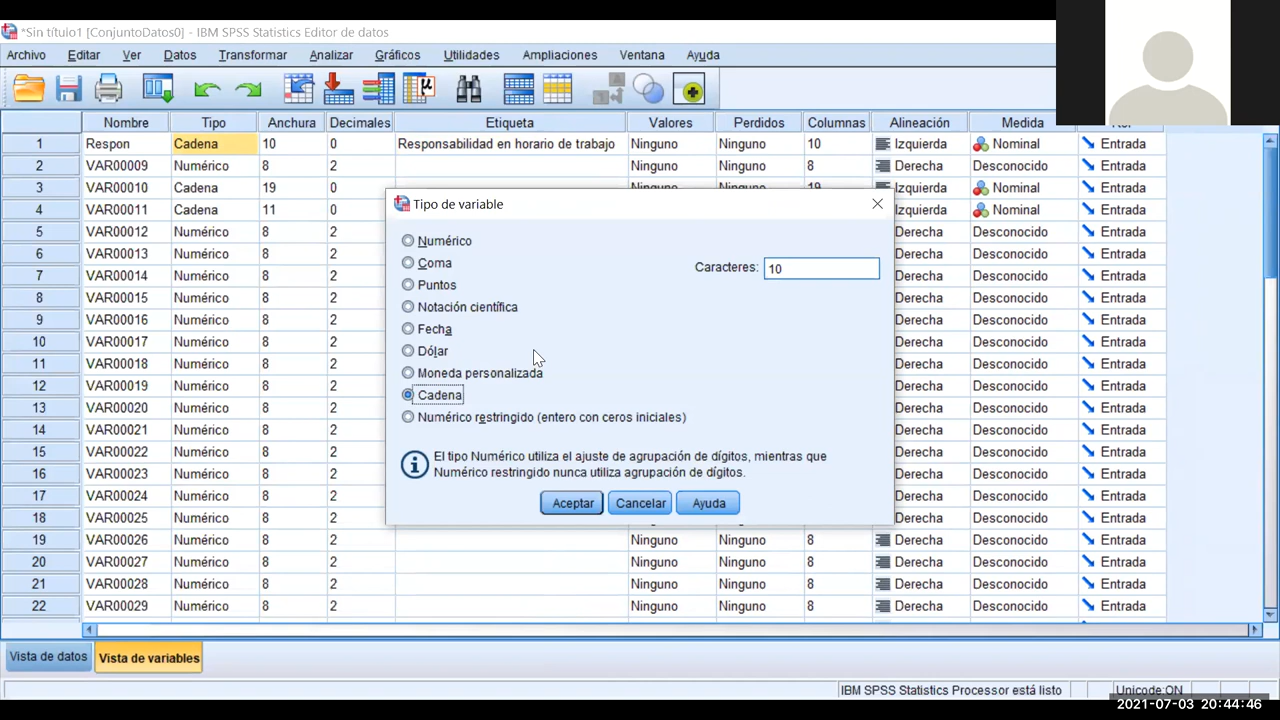 *Sin título1 [ConjuntoDatos0] - IBM SPSS Statistics Editor de datos
Archivo Editar Ver Datos Transformar Analizar Gráficos Utilidades Ampliaciones Ventana Ayuda
Nombre Tipo Anchura Decimales Etiqueta Valores Perdidos Columnas Alineación Medida
1 Respon Cadena 10 0 Responsabilidad en horario de trabajo Ninguno Ninguno 10 Izquierda Nominal Entrada
2 VAR00009 Numérico 8 2 Ninguno Ninguno 8 Derecha Desconocido Entrada
3 VAR00010 Cadena 19 0 Ninguno Ninguno 19 Izquierda Nominal Entrada
4 VAR00011 Cadena 11 0 Izquierda Nominal Entrada
5 VAR00012 Numérico 8 2 Derecha Desconocido Entrada
6 VAR00013 Numérico 8 2 Derecha Desconocido Entrada
7 VAR00014 Numérico 8 2 Derecha Desconocido Entrada
8 VAR00015 Numérico 8 2 Derecha Desconocido Entrada
9 VAR00016 Numérico 8 2 Derecha Desconocido Entrada
10 VAR00017 Numérico 8 2 Derecha Desconocido Entrada
11 VAR00018 Numérico 8 2 Derecha Desconocido Entrada
12 VAR00019 Numérico 8 2 Derecha Desconocido Entrada
13 VAR00020 Numérico 8 2 Derecha Desconocido Entrada
14 VAR00021 Numérico 8 2 Derecha Desconocido Entrada
15 VAR00022 Numérico 8 2 Derecha Desconocido Entrada
16 VAR00023 Numérico 8 2 Derecha Desconocido Entrada
17 VAR00024 Numérico 8 2 Derecha Desconocido Entrada
18 VAR00025 Numérico 8 2 Derecha Desconocido Entrada
19 VAR00026 Numérico 8 2 Ninguno Ninguno 8 Derecha Desconocido Entrada
20 VAR00027 Numérico 8 2 Ninguno Ninguno 8 Derecha Desconocido Entrada
21 VAR00028 Numérico 8 2 Ninguno Ninguno 8 Derecha Desconocido Entrada
22 VAR00029 Numérico 8 2 Ninguno Ninguno 8 Derecha Desconocido Entrada
Tipo de variable
Numérico
Coma
Puntos
Notación científica
Fecha
Dólar
Moneda personalizada
Cadena
Numérico restringido (entero con ceros iniciales)
Caracteres: 10
El tipo Numérico utiliza el ajuste de agrupación de dígitos, mientras que
Numérico restringido nunca utiliza agrupación de dígitos.
Aceptar Cancelar Ayuda
Vista de datos Vista de variables
IBM SPSS Statistics Processor está listo Unicode:ON
2021-07-03 20:44:46